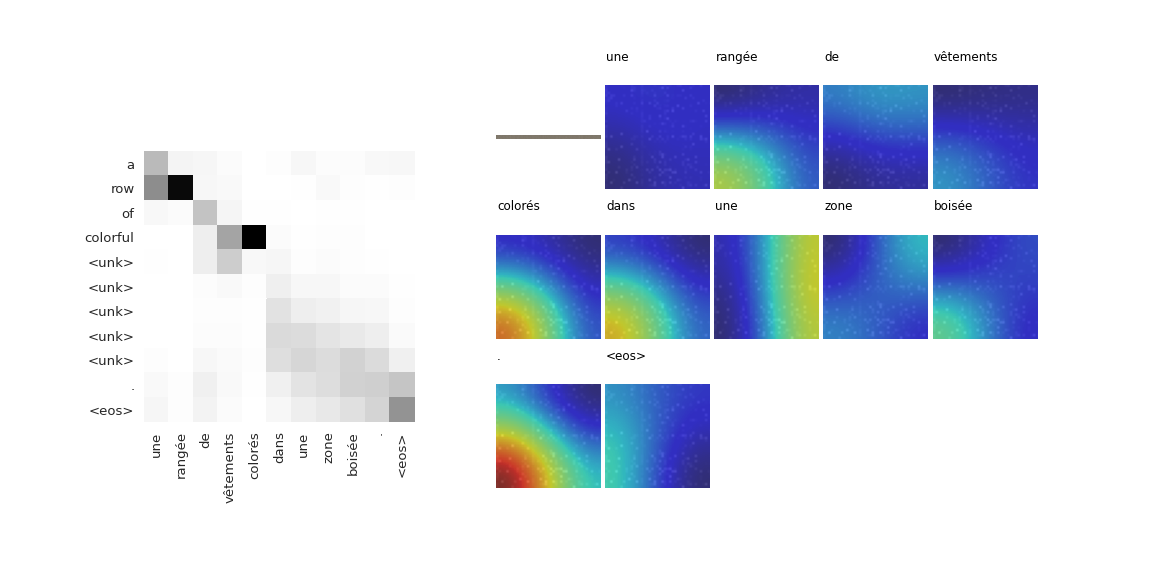 a
row
of
colorful
<unk>
<unk>
<unk>
<unk>
<unk>
.
<eos>
une
rangée
de
vêtements
colorés
dans
une
zone
boisée
.
<eos>
une rangée de vêtements
colorés dans une zone boisée
. <eos>